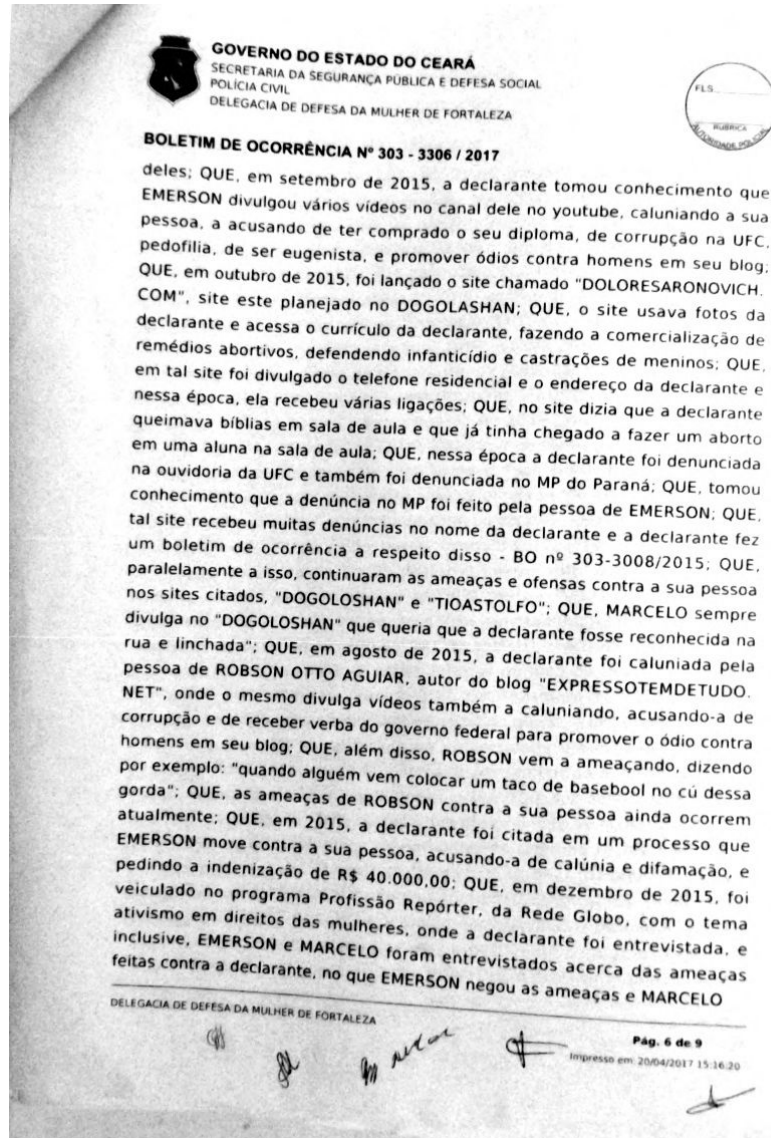 GOVERNO DO ESTADO DO CEARÁ
SECRETARIA DA SEGURANÇA PÚBLICA E DEFESA SOCIAL
POLÍCIA CIVIL
DELEGACIA DE DEFESA DA MULHER DE FORTALEZA
FLS
RUBRICA
AUTORIDADE POLICIAL
BOLETIM DE OCORRÊNCIA Nº 303 - 3306 / 2017
deles; QUE, em setembro de 2015, a declarante tomou conhecimento que
EMERSON divulgou vários vídeos no canal dele no youtube, caluniando a sua
pessoa, a acusando de ter comprado o seu diploma, de corrupção na UFC,
pedofilia, de ser eugenista, e promover ódios contra homens em seu blog;
QUE, em outubro de 2015, foi lançado o site chamado "DOLORESARONOVICH.
COM", site este planejado no DOGOLASHAN; QUE, o site usava fotos da
declarante e acessa o currículo da declarante, fazendo a comercialização de
remédios abortivos, defendendo infanticídio e castrações de meninos; QUE,
em tal site foi divulgado o telefone residencial e o endereço da declarante e
nessa época, ela recebeu várias ligações; QUE, no site dizia que a declarante
queimava bíblias em sala de aula e que já tinha chegado a fazer um aborto
em uma aluna na sala de aula; QUE, nessa época a declarante foi denunciada
na ouvidoria da UFC e também foi denunciada no MP do Paraná; QUE, tomou
conhecimento que a denúncia no MP foi feito pela pessoa de EMERSON; QUE,
tal site recebeu muitas denúncias no nome da declarante e a declarante fez
um boletim de ocorrência a respeito disso - BO nº 303-3008/2015; QUE,
paralelamente a isso, continuaram as ameaças e ofensas contra a sua pessoa
nos sites citados, "DOGOLOSHAN" e "TIOASTOLFO"; QUE, MARCELO sempre
divulga no "DOGOLOSHAN" que queria que a declarante fosse reconhecida na
rua e linchada"; QUE, em agosto de 2015, a declarante foi caluniada pela
pessoa de ROBSON OTTO AGUIAR, autor do blog "EXPRESSOTEMDETUDO.
NET", onde o mesmo divulga vídeos também a caluniando, acusando-a de
corrupção e de receber verba do governo federal para promover o ódio contra
homens em seu blog; QUE, além disso, ROBSON vem a ameaçando, dizendo
por exemplo: "quando alguém vem colocar um taco de basebool no cú dessa
gorda"; QUE, as ameaças de ROBSON contra a sua pessoa ainda ocorrem
atualmente; QUE, em 2015, a declarante foi citada em um processo que
EMERSON move contra a sua pessoa, acusando-a de calúnia e difamação, e
pedindo a indenização de R$ 40.000,00; QUE, em dezembro de 2015, foi
veiculado no programa Profissão Repórter, da Rede Globo, com o tema
ativismo em direitos das mulheres, onde a declarante foi entrevistada, e
inclusive, EMERSON e MARCELO foram entrevistados acerca das ameaças
feitas contra a declarante, no que EMERSON negou as ameaças e MARCELO
DELEGACIA DE DEFESA DA MULHER DE FORTALEZA
Pág. 6 de 9
Impresso em: 20/04/2017 15:16:20